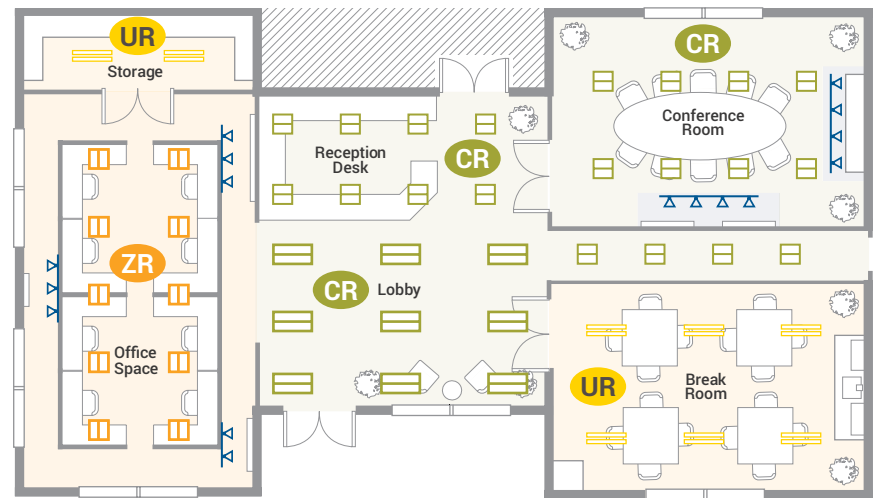 UR
Storage
CR
Conference
Room
Reception
Desk
CR
ZR
CR
Lobby
Office
Space
UR
Break
Room